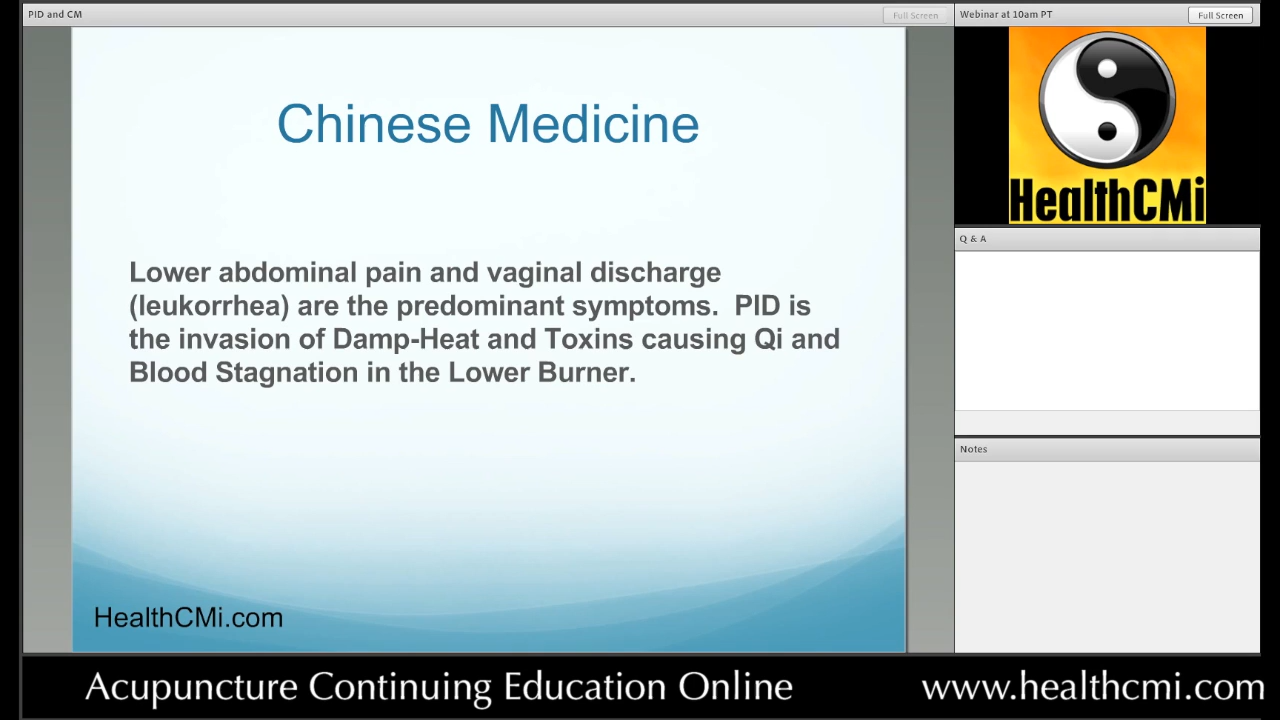 PID and CM
Full Screen
Webinar at 10am PT
Full Screen
Chinese Medicine
Lower abdominal pain and vaginal discharge
(leukorrhea) are the predominant symptoms.  PID is
the invasion of Damp-Heat and Toxins causing Qi and
Blood Stagnation in the Lower Burner.
HealthCMi.com
HealthCMi
Q & A
Notes
Acupuncture Continuing Education Online
www.healthcmi.com